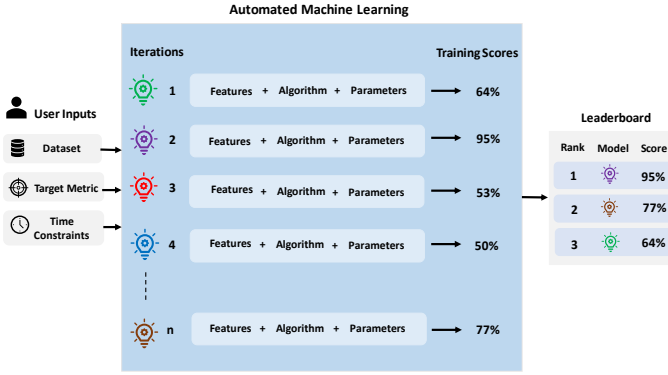 Automated Machine Learning
Iterations
Training Scores
1 Features + Algorithm + Parameters 64%
2 Features + Algorithm + Parameters 95%
3 Features + Algorithm + Parameters 53%
4 Features + Algorithm + Parameters 50%
n Features + Algorithm + Parameters 77%
User Inputs
Dataset
Target Metric
Time
Constraints
Leaderboard
Rank Model Score
1 95%
2 77%
3 64%